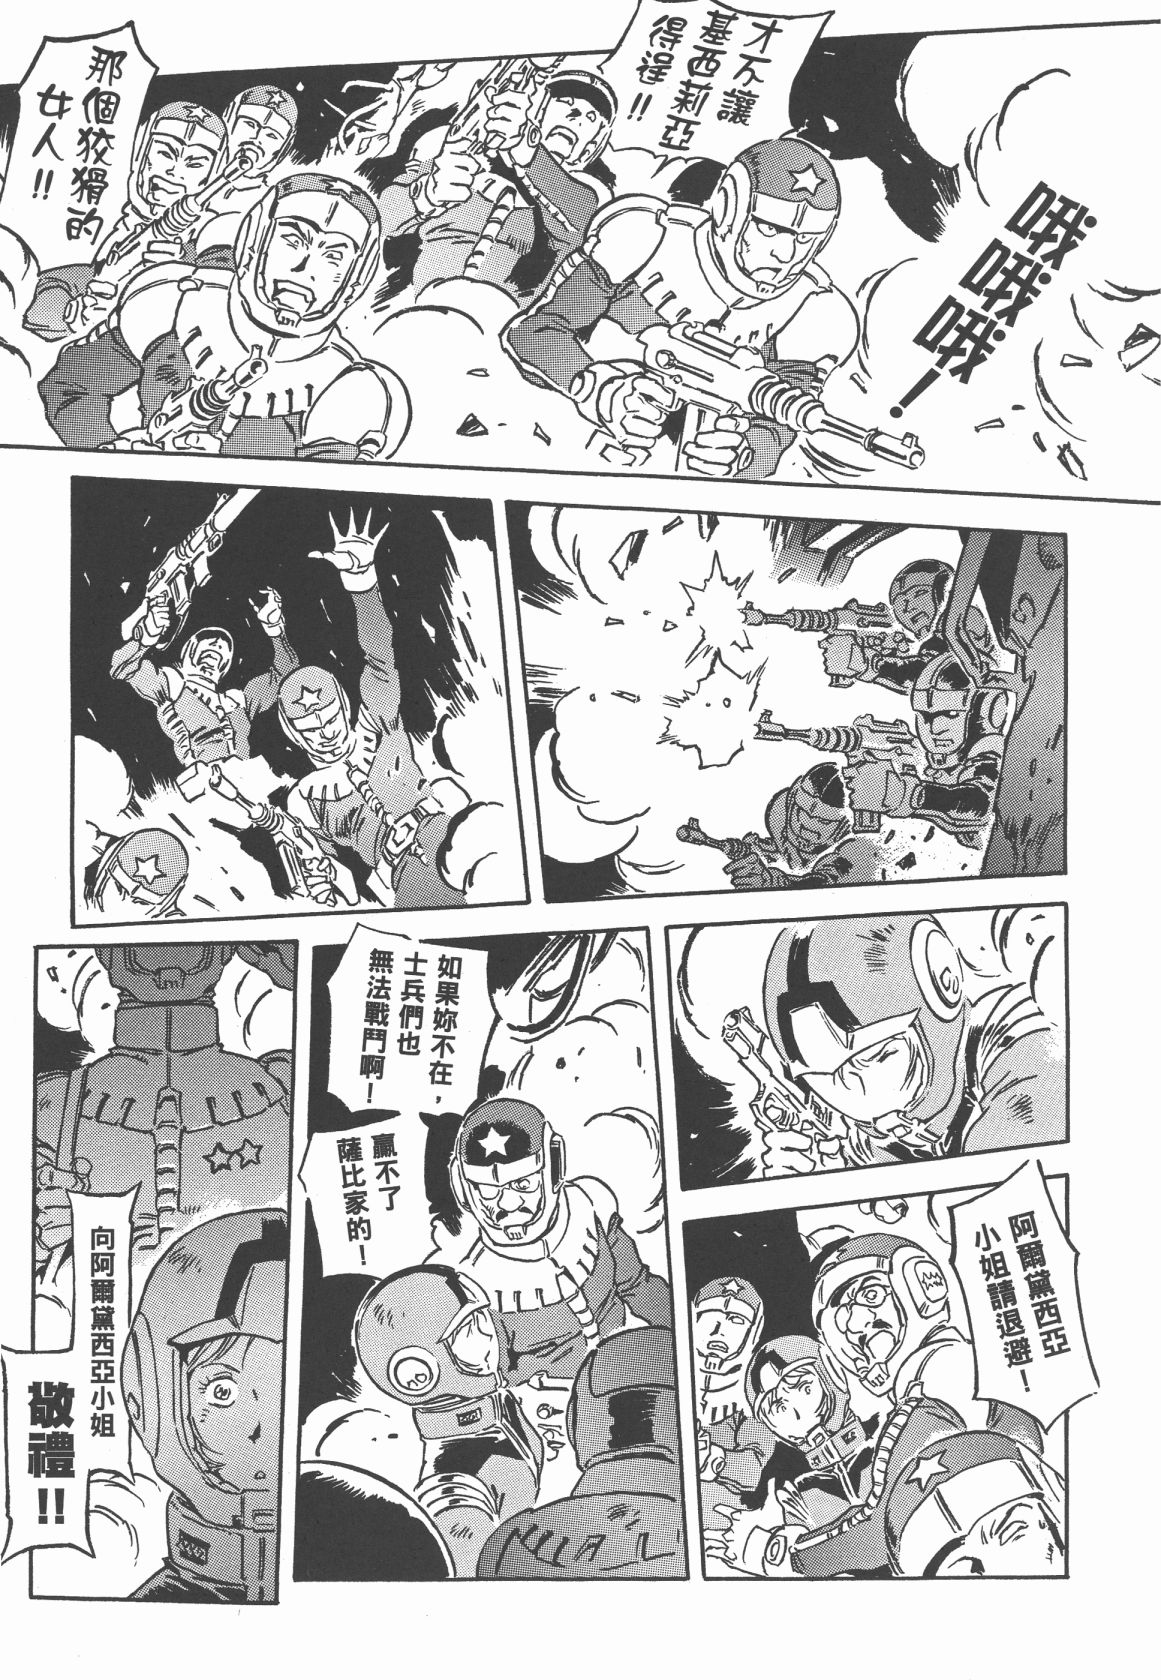 哦哦哦！
才不讓
基西莉亞
得逞!!
那個狡猾的
女人!!
阿爾黛西亞
小姐請退避！
如果妳不在，
士兵們也
無法戰鬥啊！
贏不了
薩比家的！
向阿爾黛西亞小姐
敬禮!!